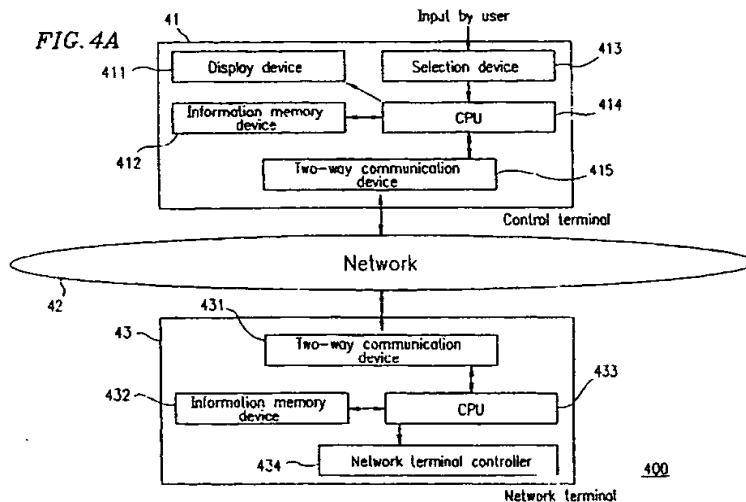 FIG. 4A
41
Input by user
411
Display device
Selection device
413
Information memory
device
412
CPU
414
Two-way communication
device
415
Control terminal
Network
42
43
431
Two-way communication
device
432
Information memory
device
CPU
433
434
Network terminal controller
400
Network terminal